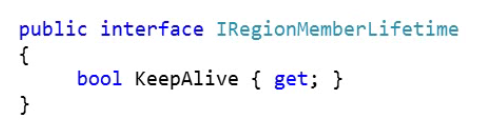 public interface IRegionMemberLifetime
{
bool KeepAlive { get; }
}